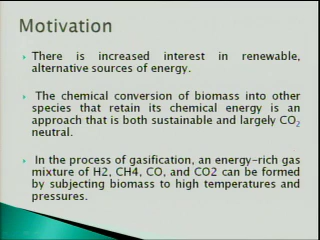 Motivation
There is increased interest in renewable,
alternative sources of energy.
The chemical conversion of biomass into other
species that retain its chemical energy is an
approach that is both sustainable and largely CO2
neutral.
In the process of gasification, an energy-rich gas
mixture of H2, CH4, CO, and CO2 can be formed
by subjecting biomass to high temperatures and
pressures.